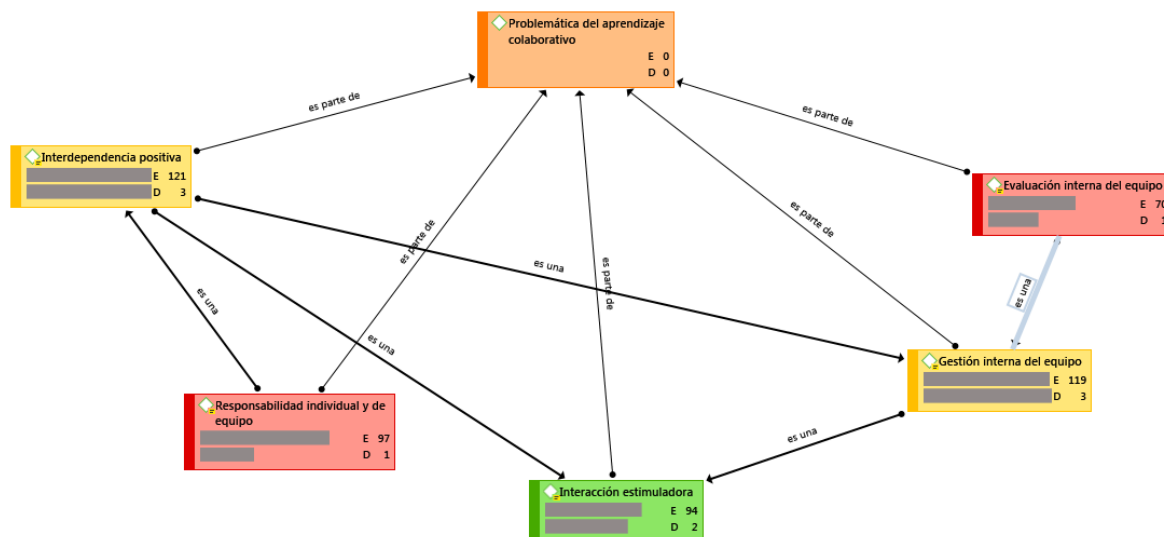 Problemática del aprendizaje
colaborativo
E 0
D 0
es parte de
es parte de
Interdependencia positiva
E 121
D 3
Evaluación interna del equipo
E 70
D 1
es parte de
es parte de
es parte de
es una
es una
es una
es una
Gestión interna del equipo
E 119
D 3
Responsabilidad individual y de
equipo
E 97
D 1
es una
Interacción estimuladora
E 94
D 2